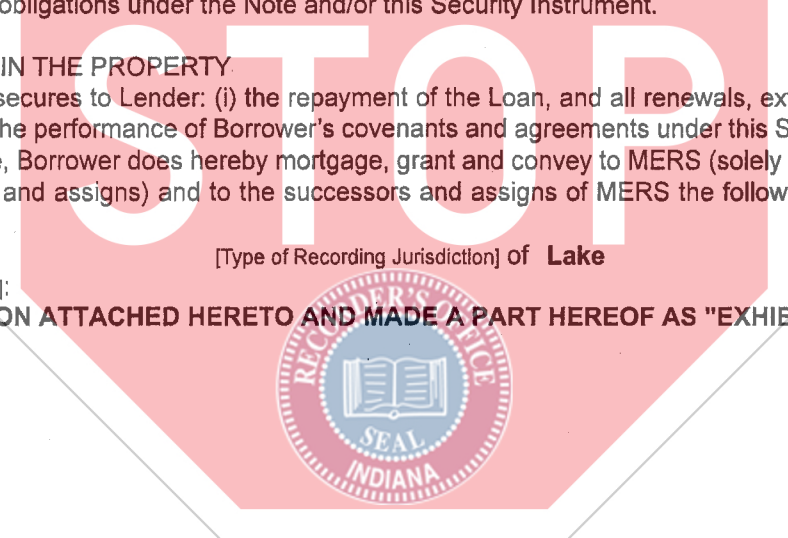 obligations under the Note and/or this Security Instrument.
IN THE PROPERTY
secures to Lender: (i) the repayment of the Loan, and all renewals, ex
he performance of Borrower's covenants and agreements under this S
, Borrower does hereby mortgage, grant and convey to MERS (solely
and assigns) and to the successors and assigns of MERS the follow
[Type of Recording Jurisdiction] of Lake
]:
ON ATTACHED HERETO AND MADE A PART HEREOF AS "EXHIB
STOP
RECORDER'S OFFICE
SEAL
INDIANA